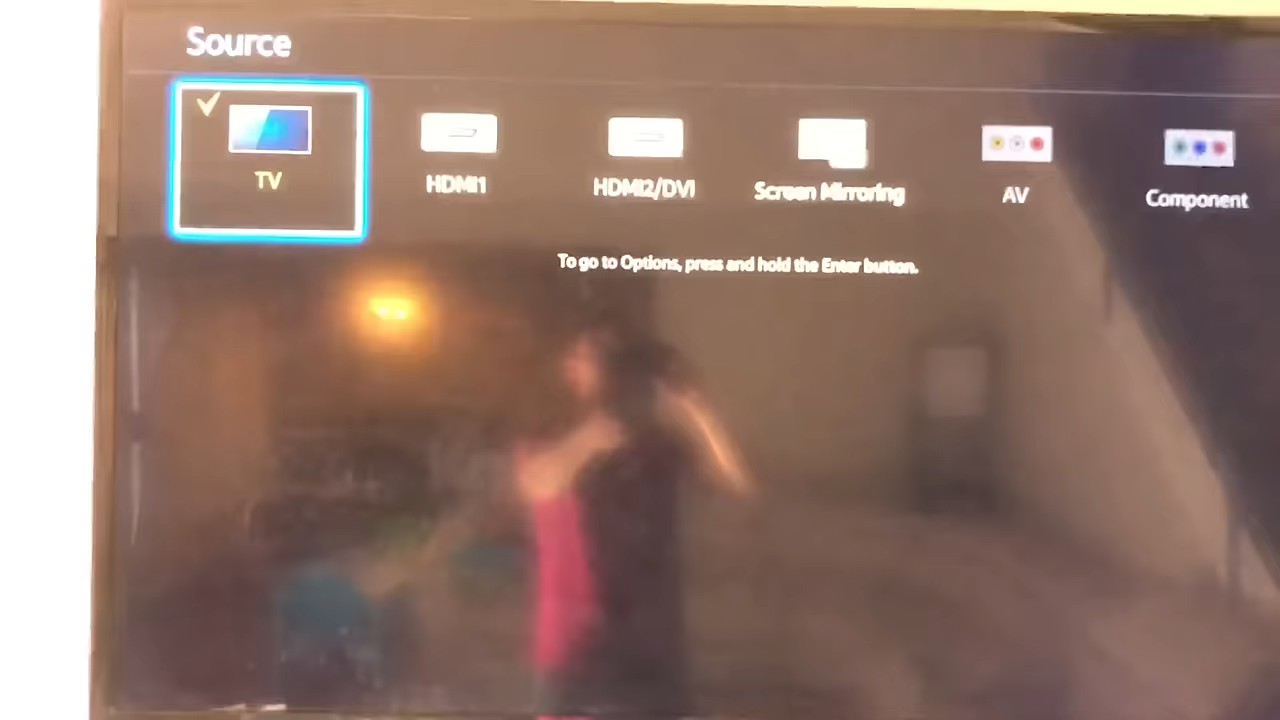 Source
TV
HDMI1
HDMI2/DVI
Screen Mirroring
AV
Component
To go to Options, press and hold the Enter button.